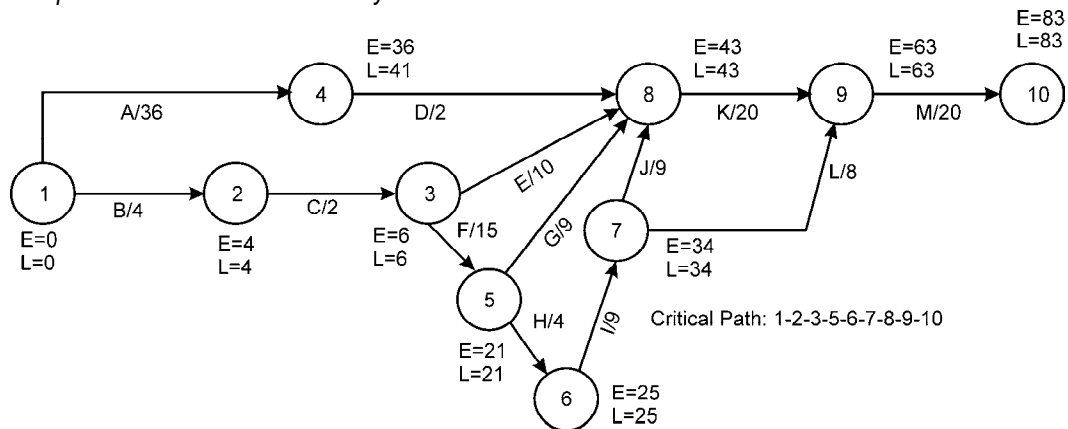 E=83
L=83
E=36
L=41
E=43
L=43
E=63
L=63
4
8
9
10
A/36
D/2
K/20
M/20
E/10
J/9
L/8
1
2
3
B/4
C/2
F/15
G/9
7
E=0
L=0
E=4
L=4
E=6
L=6
E=34
L=34
5
H/4
I/9
Critical Path: 1-2-3-5-6-7-8-9-10
E=21
L=21
6
E=25
L=25